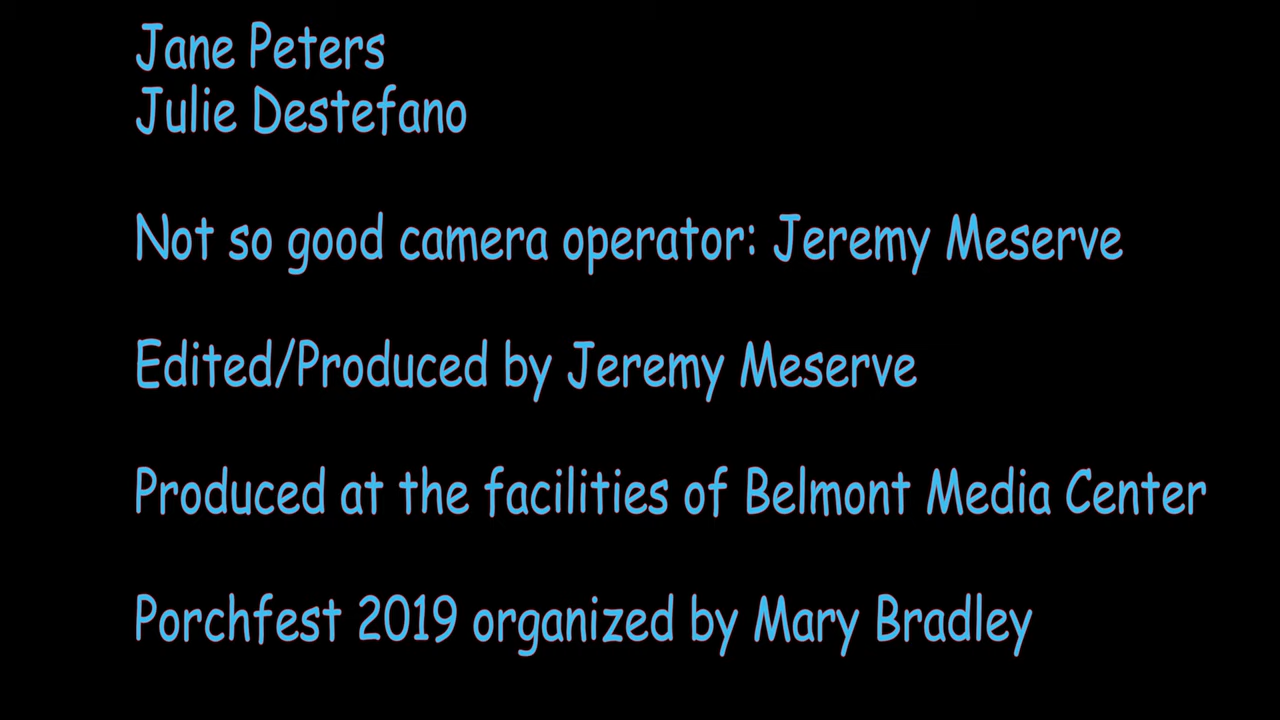 Jane Peters
Julie Destefano
Not so good camera operator: Jeremy Meserve
Edited/Produced by Jeremy Meserve
Produced at the facilities of Belmont Media Center
Porchfest 2019 organized by Mary Bradley